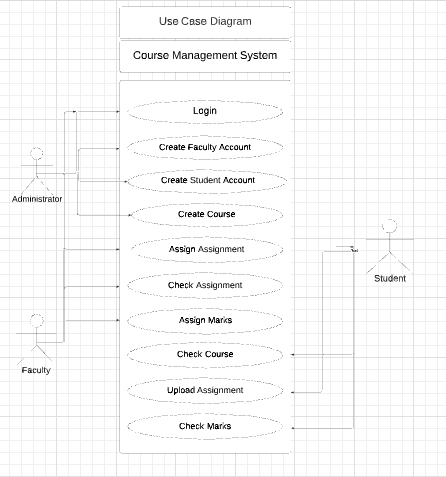 Use Case Diagram
Course Management System
Login
Create Faculty Account
Create Student Account
Administrator
Create Course
Assign Assignment
Student
Check Assignment
Assign Marks
Check Course
Faculty
Upload Assignment
Check Marks